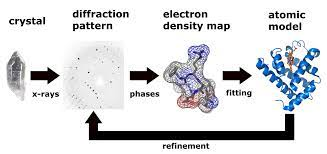 crystal
diffraction
pattern
electron
density map
atomic
model
x-rays
phases
fitting
refinement